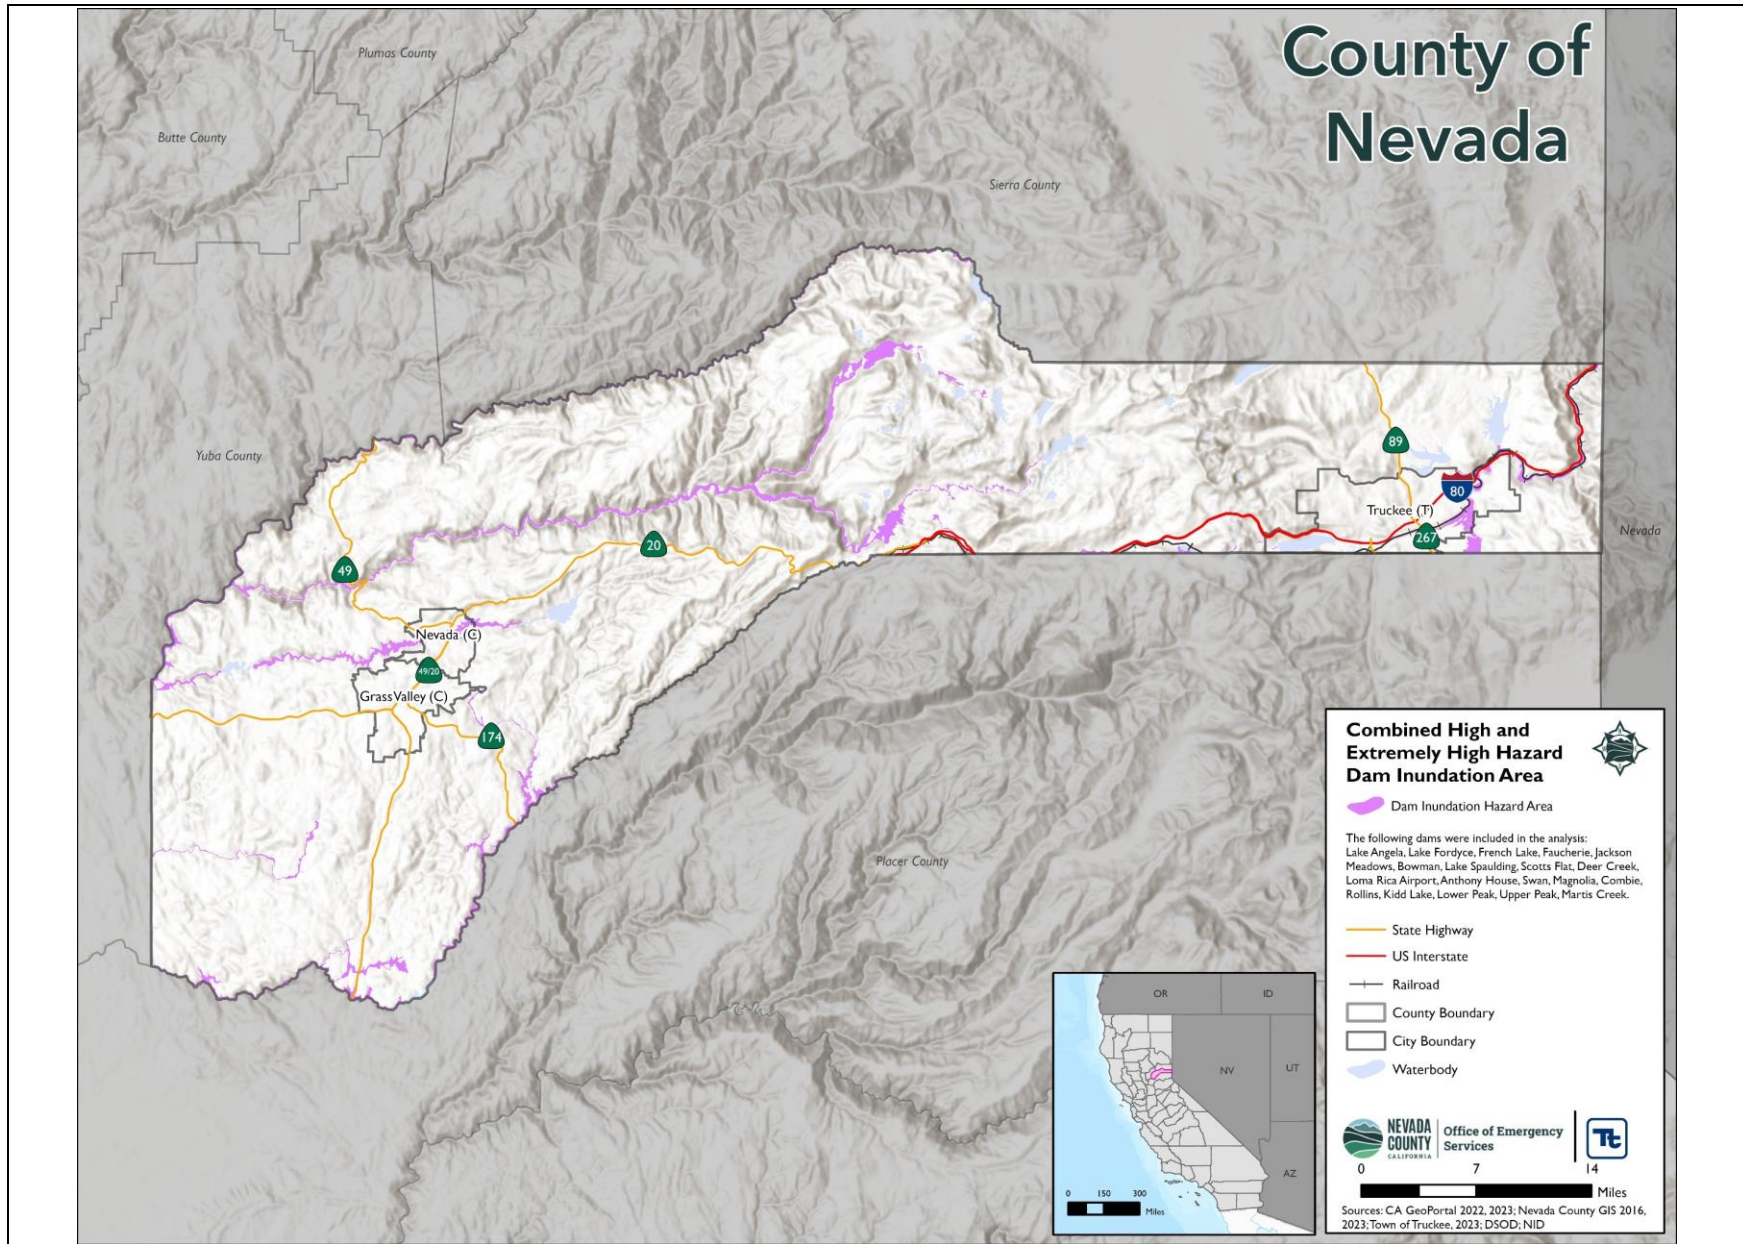 County of
Nevada
Plumas County
Butte County
Sierra County
Yuba County
89
80
Truckee (T)
267
Nevada
20
49
Nevada (C)
49/20
Grass Valley (C)
174
Placer County
Combined High and
Extremely High Hazard
Dam Inundation Area
Dam Inundation Hazard Area
The following dams were included in the analysis:
Lake Angela, Lake Fordyce, French Lake, Faucherie, Jackson
Meadows, Bowman, Lake Spaulding, Scotts Flat, Deer Creek,
Loma Rica Airport, Anthony House, Swan, Magnolia, Combie,
Rollins, Kidd Lake, Lower Peak, Upper Peak, Martis Creek.
State Highway
US Interstate
Railroad
County Boundary
City Boundary
Waterbody
NEVADA
COUNTY
CALIFORNIA
Office of Emergency
Services
Tt
0 7 14
Miles
Sources: CA GeoPortal 2022, 2023; Nevada County GIS 2016,
2023; Town of Truckee, 2023; DSOD; NID
OR
ID
NV
UT
AZ
0 150 300
Miles